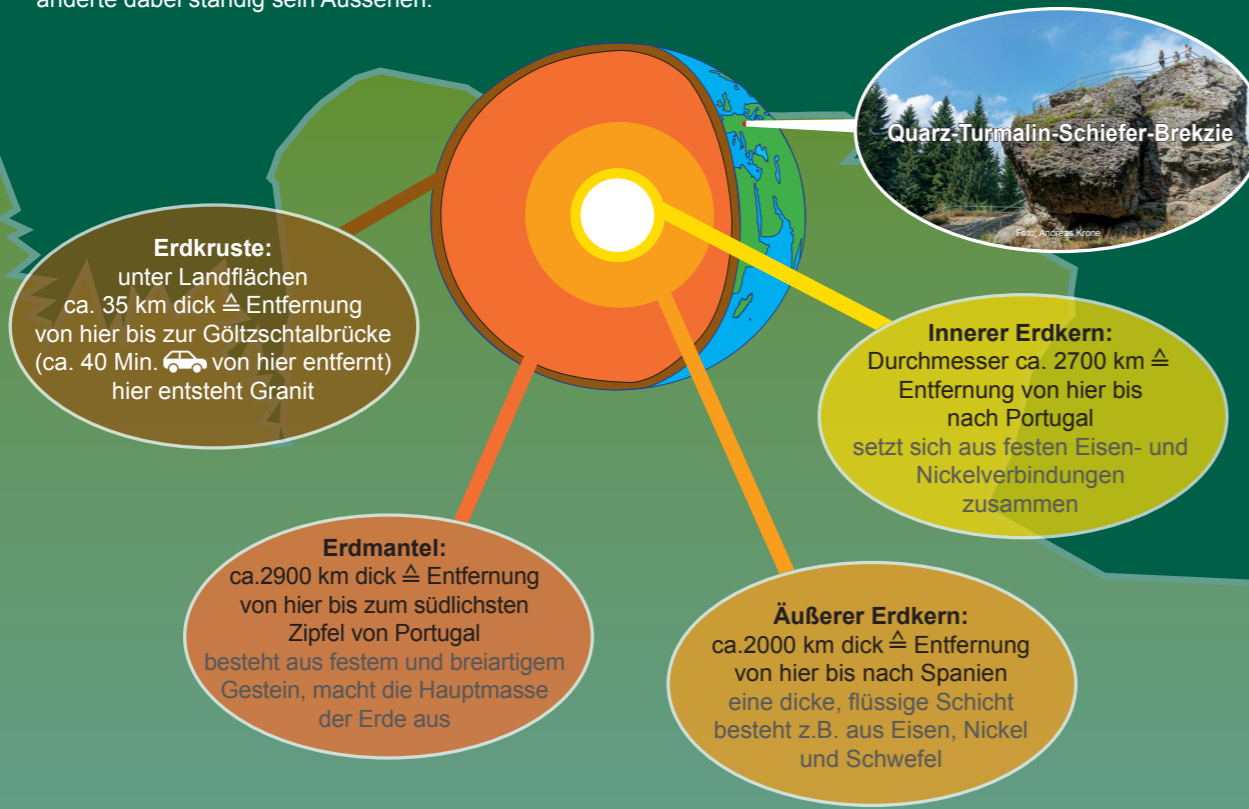 änderte dabei ständig sein Aussehen.
Quarz-Turmalin-Schiefer-Brekzie
Foto: Andreas Krone
Erdkruste:
unter Landflächen
ca. 35 km dick ≙ Entfernung
von hier bis zur Göltzschtalbrücke
(ca. 40 Min. von hier entfernt)
hier entsteht Granit
Innerer Erdkern:
Durchmesser ca. 2700 km ≙
Entfernung von hier bis
nach Portugal
setzt sich aus festen Eisen- und
Nickelverbindungen
zusammen
Erdmantel:
ca.2900 km dick ≙ Entfernung
von hier bis zum südlichsten
Zipfel von Portugal
besteht aus festem und breiartigem
Gestein, macht die Hauptmasse
der Erde aus
Äußerer Erdkern:
ca.2000 km dick ≙ Entfernung
von hier bis nach Spanien
eine dicke, flüssige Schicht
besteht z.B. aus Eisen, Nickel
und Schwefel